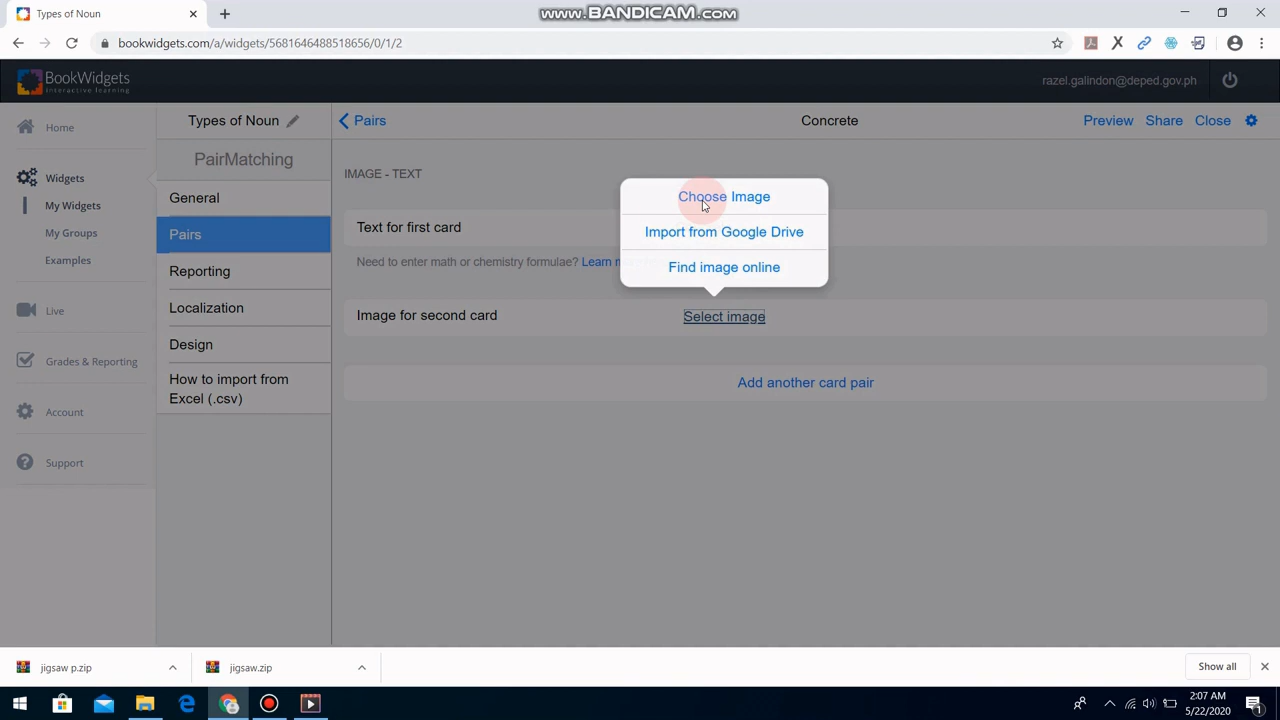 Types of Noun
www.BANDICAM.com
bookwidgets.com/a/widgets/5681646488518656/0/1/2
BookWidgets
interactive learning
razel.galindon@deped.gov.ph
Home
Widgets
My Widgets
My Groups
Examples
Live
Grades & Reporting
Account
Support
Types of Noun
PairMatching
General
Pairs
Reporting
Localization
Design
How to import from
Excel (.csv)
Pairs
Concrete
Preview
Share
Close
IMAGE - TEXT
Text for first card
Need to enter math or chemistry formulae? Learn
Choose Image
Import from Google Drive
Find image online
Image for second card
Select image
Add another card pair
jigsaw p.zip
jigsaw.zip
Show all
2:07 AM
5/22/2020
1